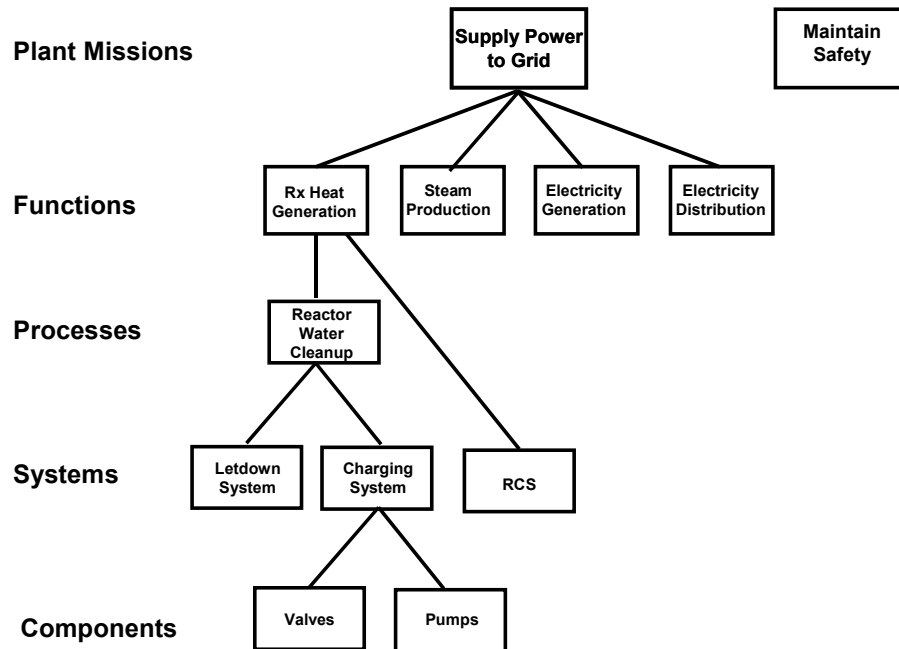 Plant Missions
Supply Power
to Grid
Maintain
Safety
Functions
Rx Heat
Generation
Steam
Production
Electricity
Generation
Electricity
Distribution
Processes
Reactor
Water
Cleanup
Systems
Letdown
System
Charging
System
RCS
Components
Valves
Pumps